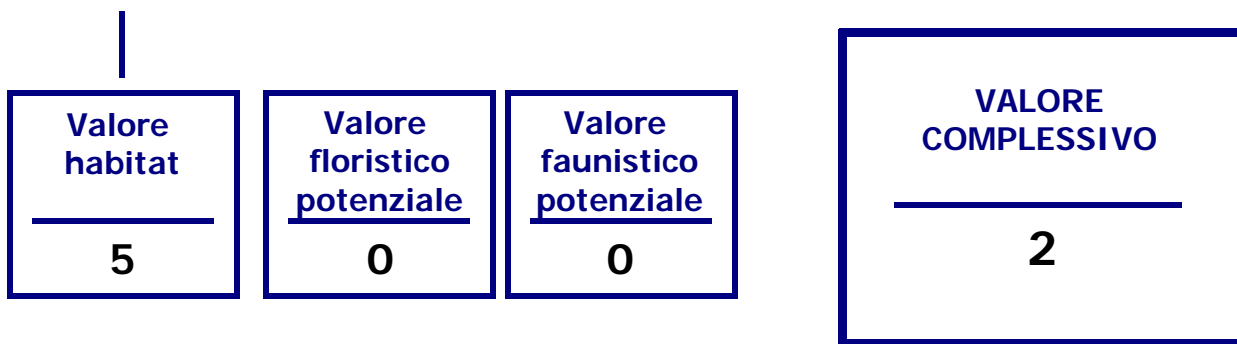 Valore
habitat
5
Valore
floristico
potenziale
0
Valore
faunistico
potenziale
0
VALORE
COMPLESSIVO
2